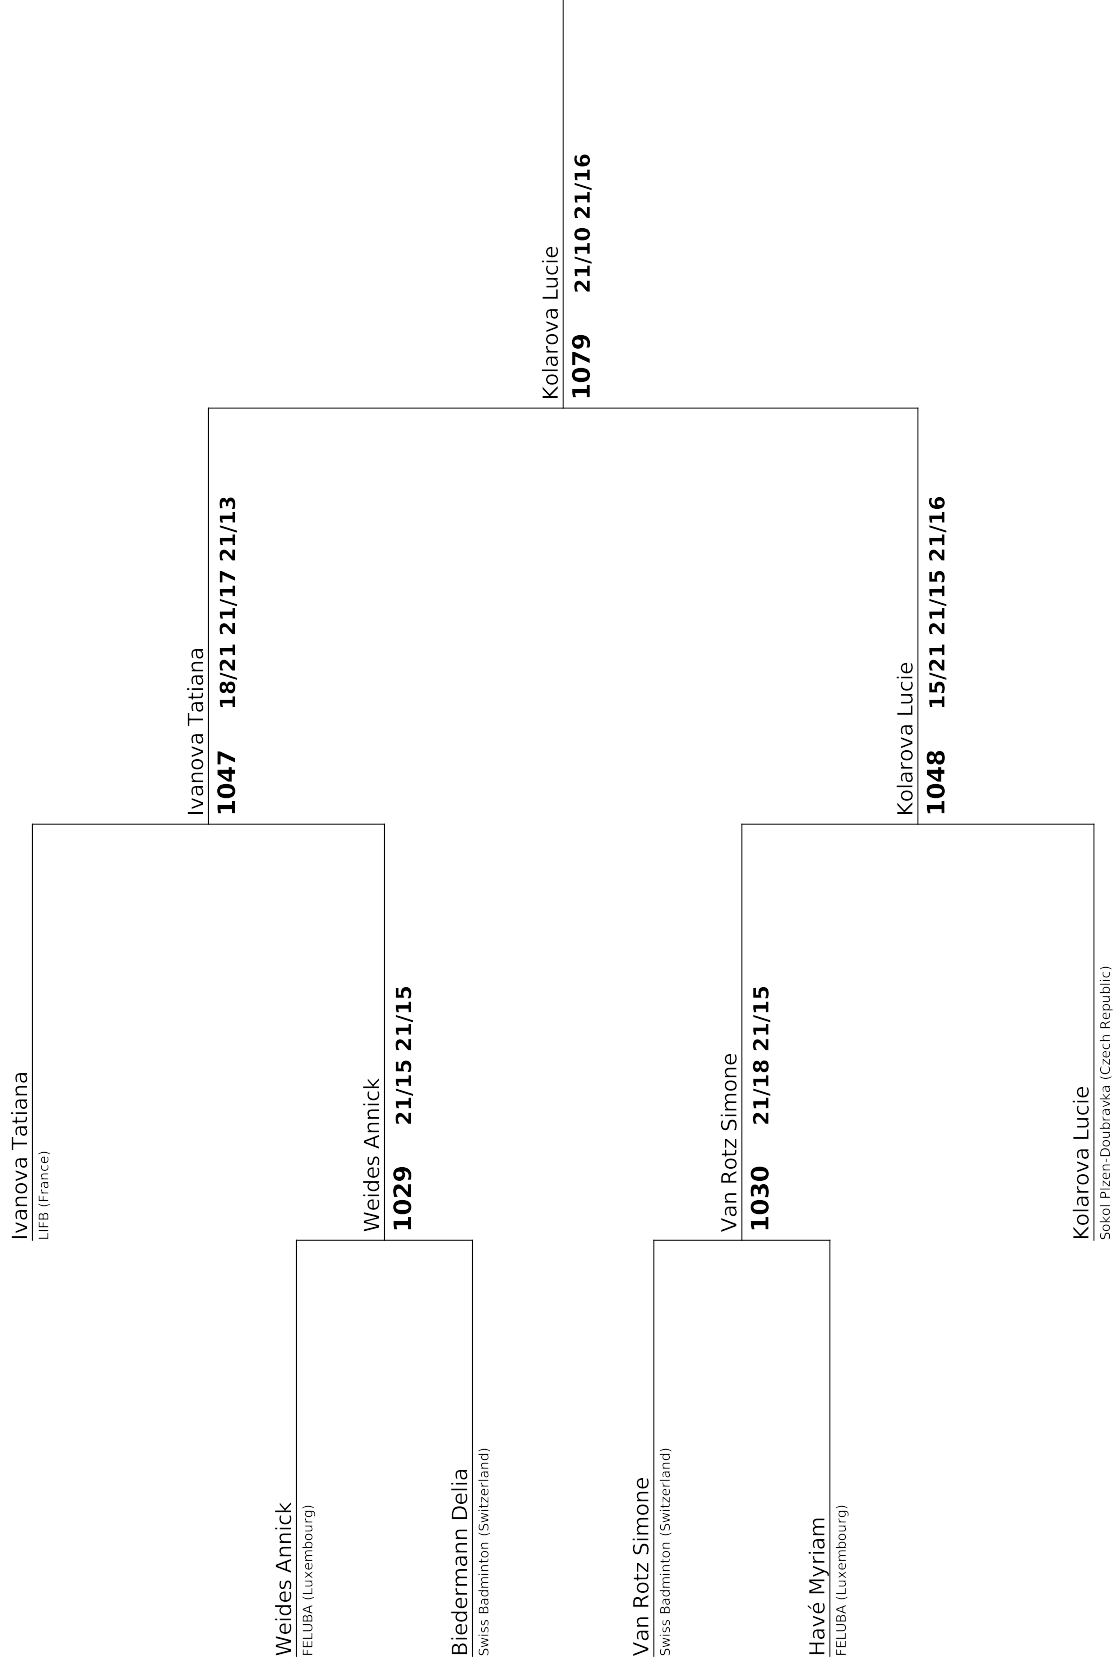 Ivanova Tatiana
LIFB (France)
Weides Annick
FELUBA (Luxembourg)
Biedermann Delia
Swiss Badminton (Switzerland)
Van Rotz Simone
Swiss Badminton (Switzerland)
Havé Myriam
FELUBA (Luxembourg)
Kolarova Lucie
Sokol Plzen-Doubravka (Czech Republic)
Weides Annick
1029 21/15 21/15
Van Rotz Simone
1030 21/18 21/15
Ivanova Tatiana
1047 18/21 21/17 21/13
Kolarova Lucie
1048 15/21 21/15 21/16
Kolarova Lucie
1079 21/10 21/16